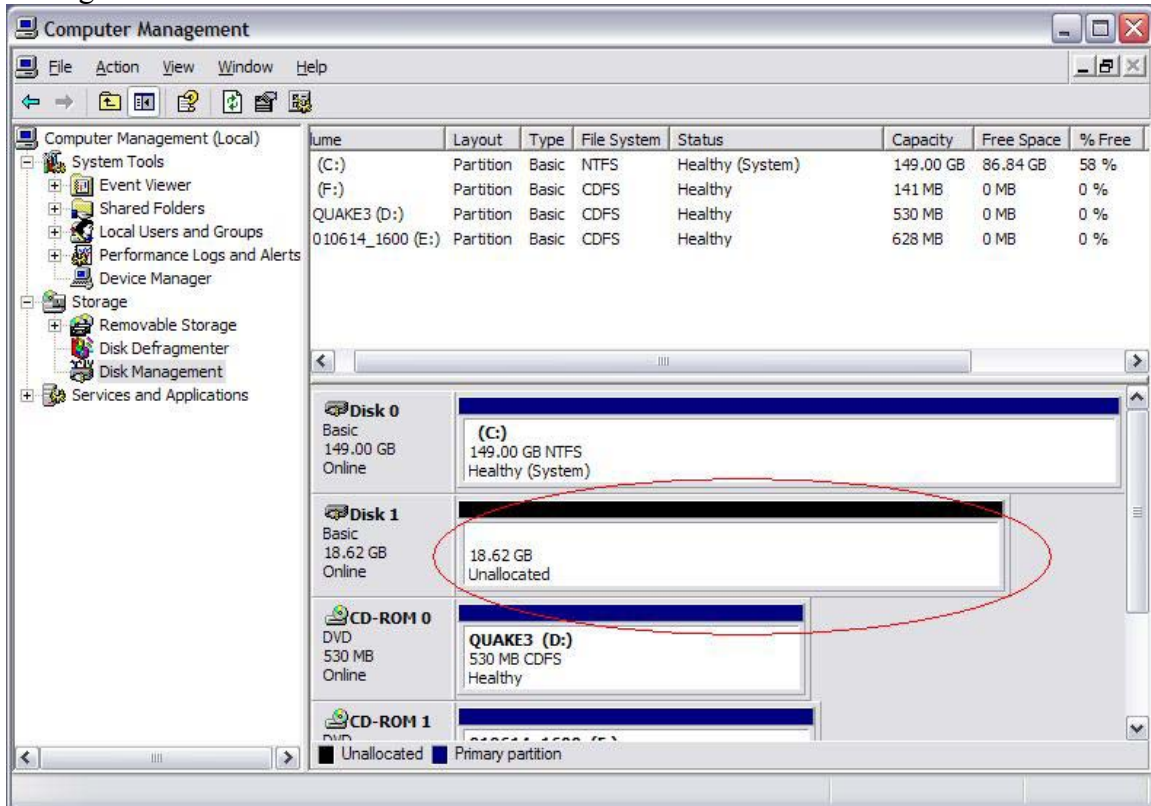 Computer Management
File Action View Window Help
Computer Management (Local)
System Tools
Event Viewer
Shared Folders
Local Users and Groups
Performance Logs and Alerts
Device Manager
Storage
Removable Storage
Disk Defragmenter
Disk Management
Services and Applications
lume Layout Type File System Status Capacity Free Space % Free
(C:) Partition Basic NTFS Healthy (System) 149.00 GB 86.84 GB 58 %
(F:) Partition Basic CDFS Healthy 141 MB 0 MB 0 %
QUAKE3 (D:) Partition Basic CDFS Healthy 530 MB 0 MB 0 %
010614_1600 (E:) Partition Basic CDFS Healthy 628 MB 0 MB 0 %
Disk 0
Basic
149.00 GB
Online
(C:)
149.00 GB NTFS
Healthy (System)
Disk 1
Basic
18.62 GB
Online
18.62 GB
Unallocated
CD-ROM 0
DVD
530 MB
Online
QUAKE3 (D:)
530 MB CDFS
Healthy
CD-ROM 1
DVD
010614_1600 (E:)
Unallocated Primary partition